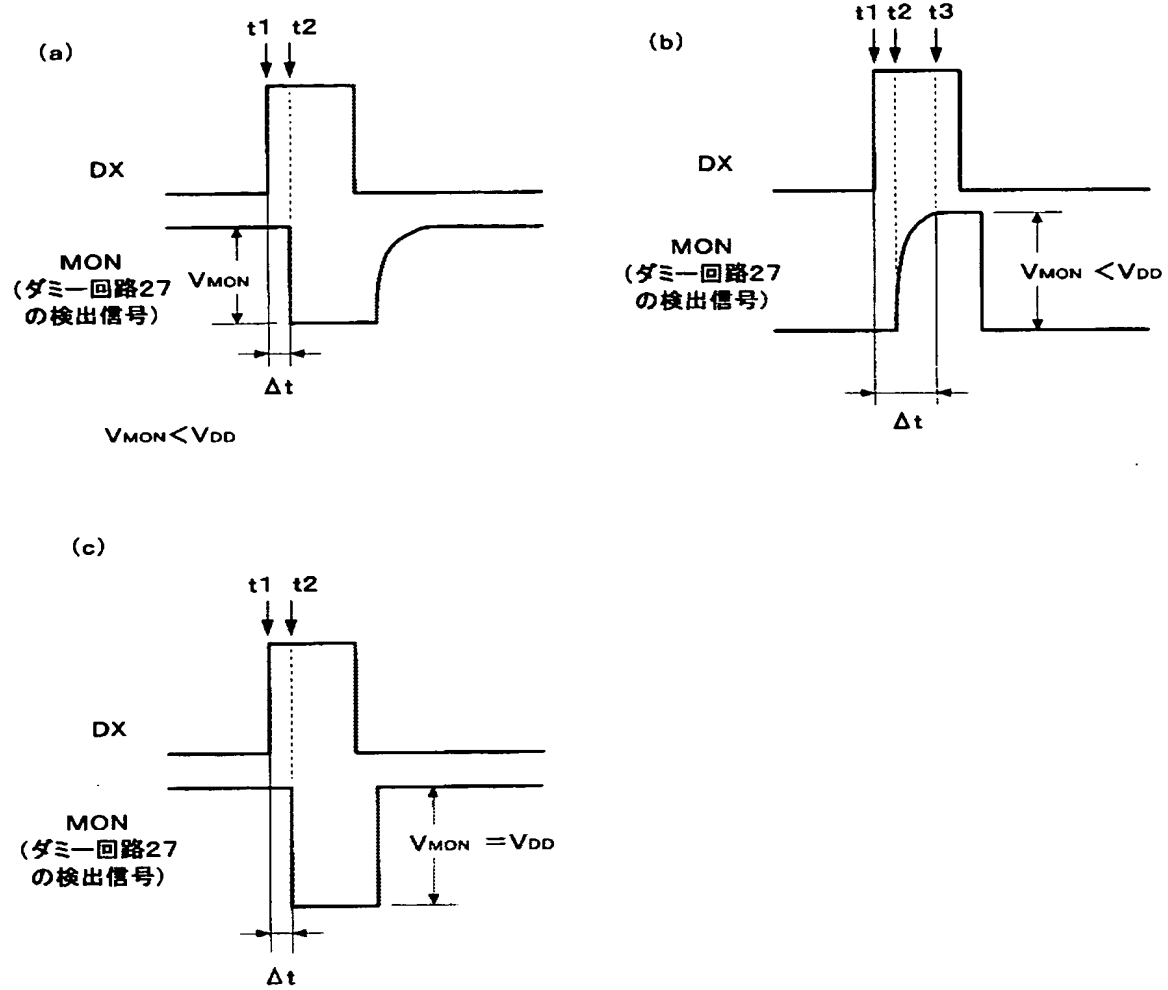 (a)
t1 t2
DX
MON
(ダミー回路27
の検出信号)
VMON
Δt
VMON<VDD
(b)
t1 t2 t3
DX
MON
(ダミー回路27
の検出信号)
VMON <VDD
Δt
(c)
t1 t2
DX
MON
(ダミー回路27
の検出信号)
VMON =VDD
Δt